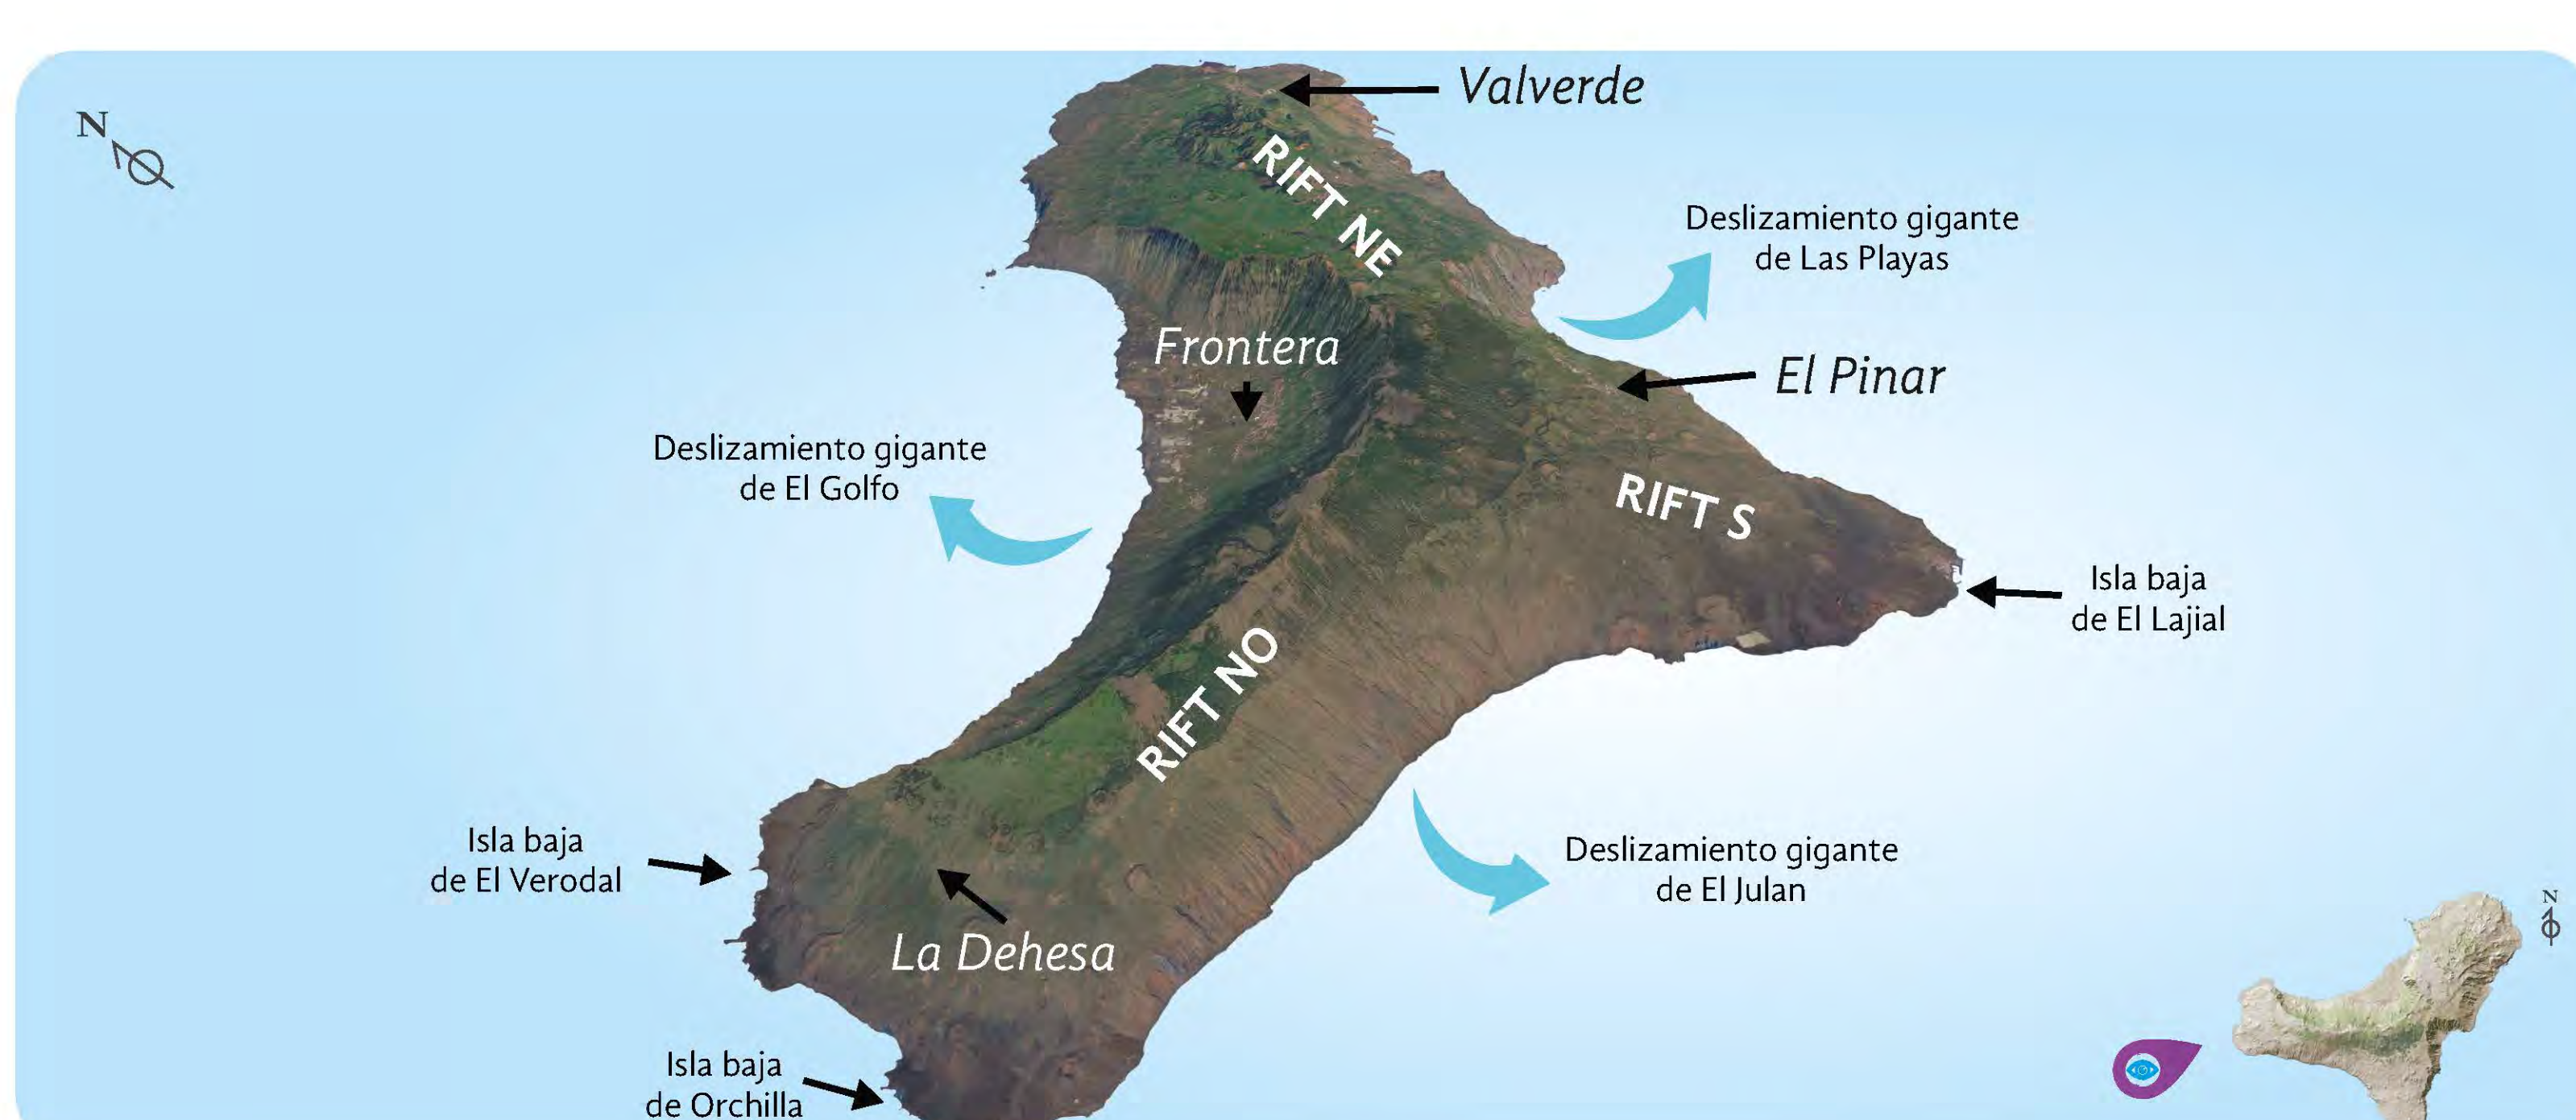 N
Valverde
RIFT NE
Deslizamiento gigante
de Las Playas
Frontera
El Pinar
Deslizamiento gigante
de El Golfo
RIFT S
Isla baja
de El Lajial
RIFT NO
Isla baja
de El Verodal
Deslizamiento gigante
de El Julan
La Dehesa
N
Isla baja
de Orchilla